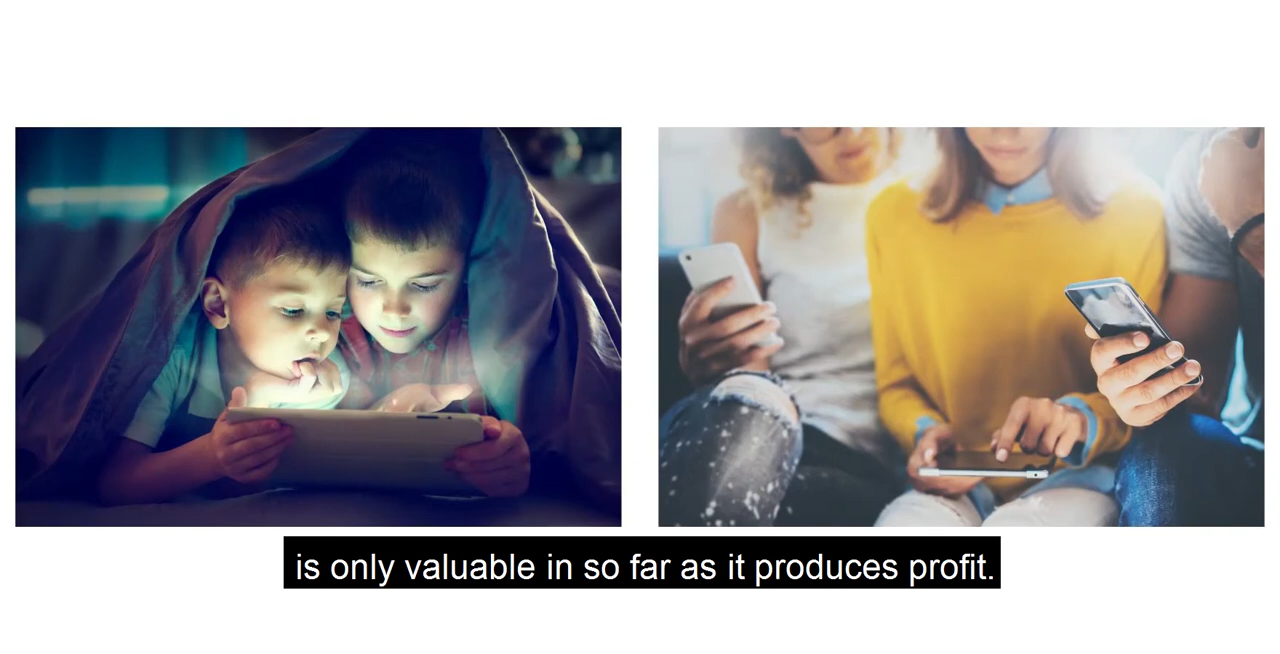 is only valuable in so far as it produces profit.